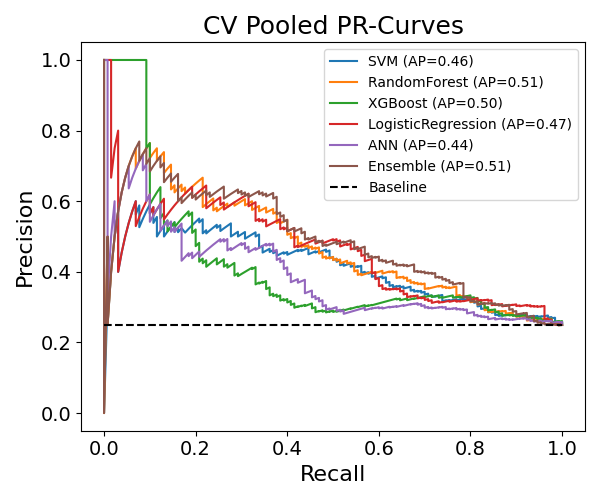 CV Pooled PR-Curves
SVM (AP=0.46)
RandomForest (AP=0.51)
XGBoost (AP=0.50)
LogisticRegression (AP=0.47)
ANN (AP=0.44)
Ensemble (AP=0.51)
Baseline
Precision
1.0
0.8
0.6
0.4
0.2
0.0
0.0 0.2 0.4 0.6 0.8 1.0
Recall